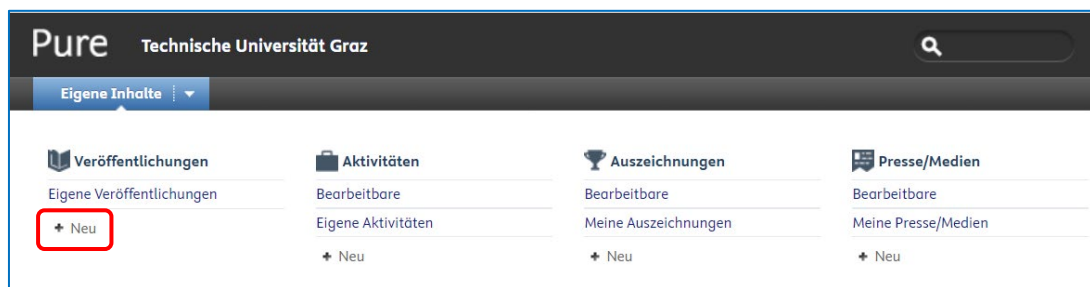 Pure Technische Universität Graz
Eigene Inhalte
Veröffentlichungen
Eigene Veröffentlichungen
+ Neu
Aktivitäten
Bearbeitbare
Eigene Aktivitäten
+ Neu
Auszeichnungen
Bearbeitbare
Meine Auszeichnungen
+ Neu
Presse/Medien
Bearbeitbare
Meine Presse/Medien
+ Neu